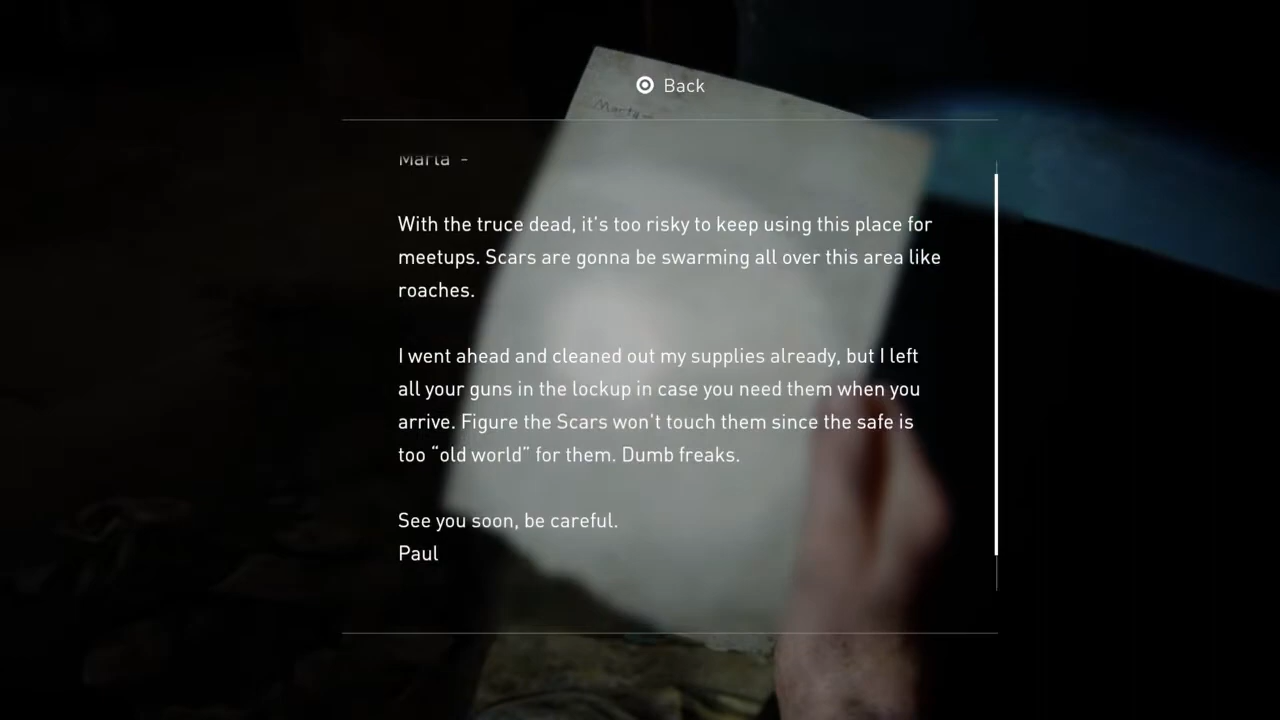 Back
Marta -
Marta -
With the truce dead, it's too risky to keep using this place for
meetups. Scars are gonna be swarming all over this area like
roaches.
I went ahead and cleaned out my supplies already, but I left
all your guns in the lockup in case you need them when you
arrive. Figure the Scars won't touch them since the safe is
too “old world” for them. Dumb freaks.
See you soon, be careful.
Paul